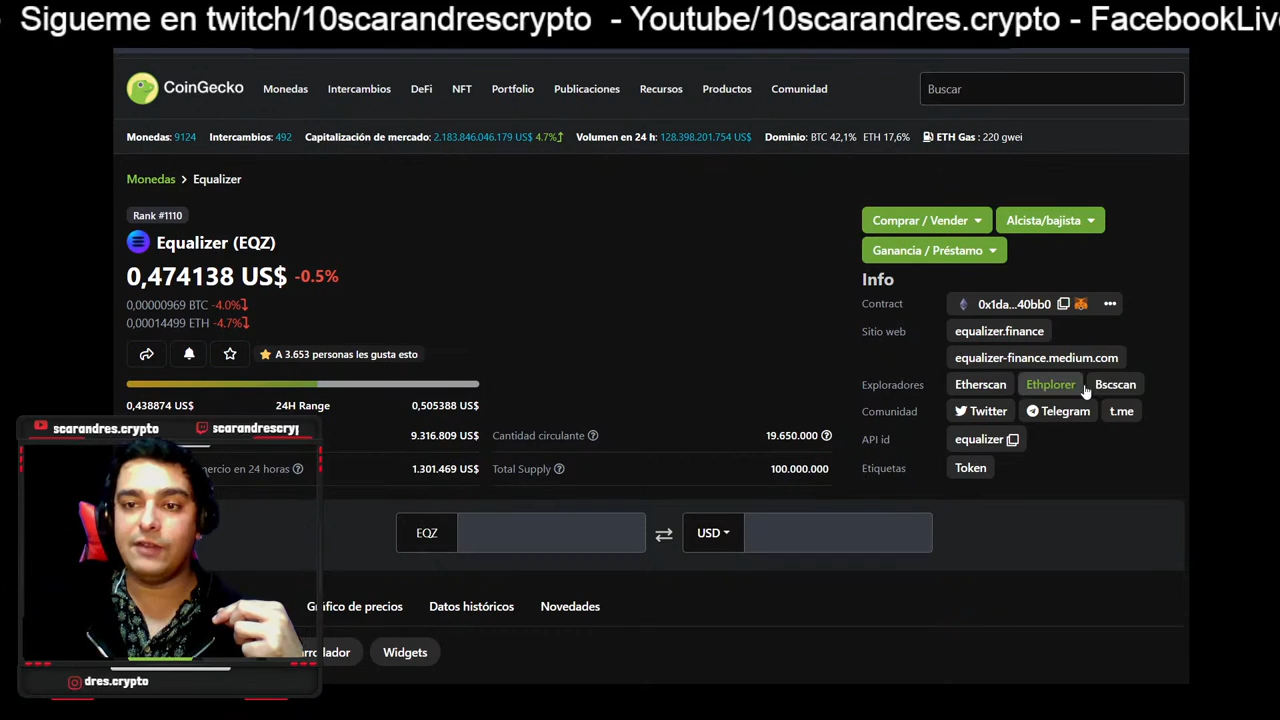 Sigueme en twitch/10scarandrescrypto - Youtube/10scarandres.crypto - FacebookLive
CoinGecko
Monedas Intercambios DeFi NFT Portfolio Publicaciones Recursos Productos Comunidad
Buscar
Monedas: 9124 Intercambios: 492 Capitalización de mercado: 2.183.846.046.179 US$ 4.7% Volumen en 24 h: 128.398.201.754 US$ Dominio: BTC 42,1% ETH 17,6% ETH Gas : 220 gwei
Monedas > Equalizer
Rank #1110
Equalizer (EQZ)
0,474138 US$ -0.5%
0,00000969 BTC -4.0%
0,00014499 ETH -4.7%
A 3.653 personas les gusta esto
0,438874 US$ 24H Range 0,505388 US$
9.316.809 US$ Cantidad circulante 19.650.000
ercio en 24 horas 1.301.469 US$ Total Supply 100.000.000
Comprar / Vender Alcista/bajista
Ganancia / Préstamo
Info
Contract 0x1da...40bb0
Sitio web equalizer.finance
equalizer-finance.medium.com
Exploradores Etherscan Ethplorer Bscscan
Comunidad Twitter Telegram t.me
API id equalizer
Etiquetas Token
EQZ USD
Gráfico de precios Datos históricos Novedades
rrollador Widgets
scarandres.crypto scarandrescryp
dres.crypto